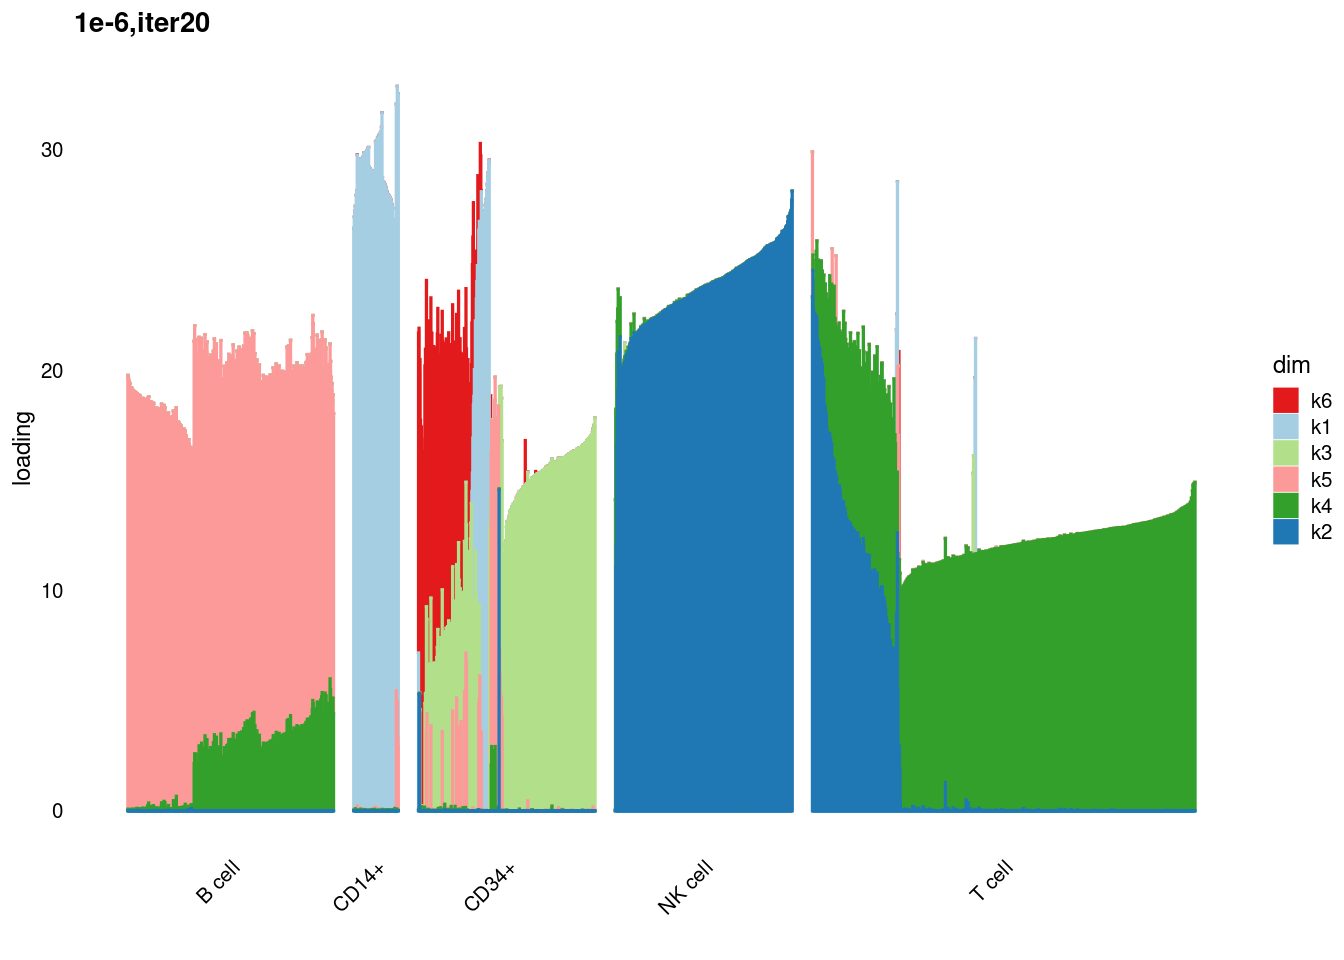 1e-6,iter20
30
20
10
0
loading
B cell
CD14+
CD34+
NK cell
T cell
dim
k6
k1
k3
k5
k4
k2